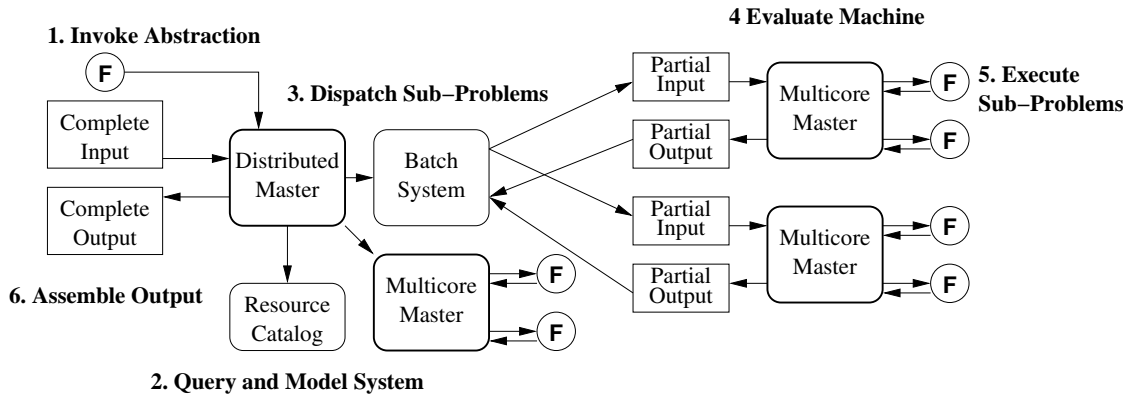 4 Evaluate Machine
1. Invoke Abstraction
F
3. Dispatch Sub−Problems
Complete
Input
Complete
Output
Distributed
Master
Batch
System
Partial
Input
Partial
Output
Multicore
Master
F
F
5. Execute
Sub−Problems
Partial
Input
Partial
Output
Multicore
Master
F
F
6. Assemble Output
Resource
Catalog
Multicore
Master
F
F
2. Query and Model System